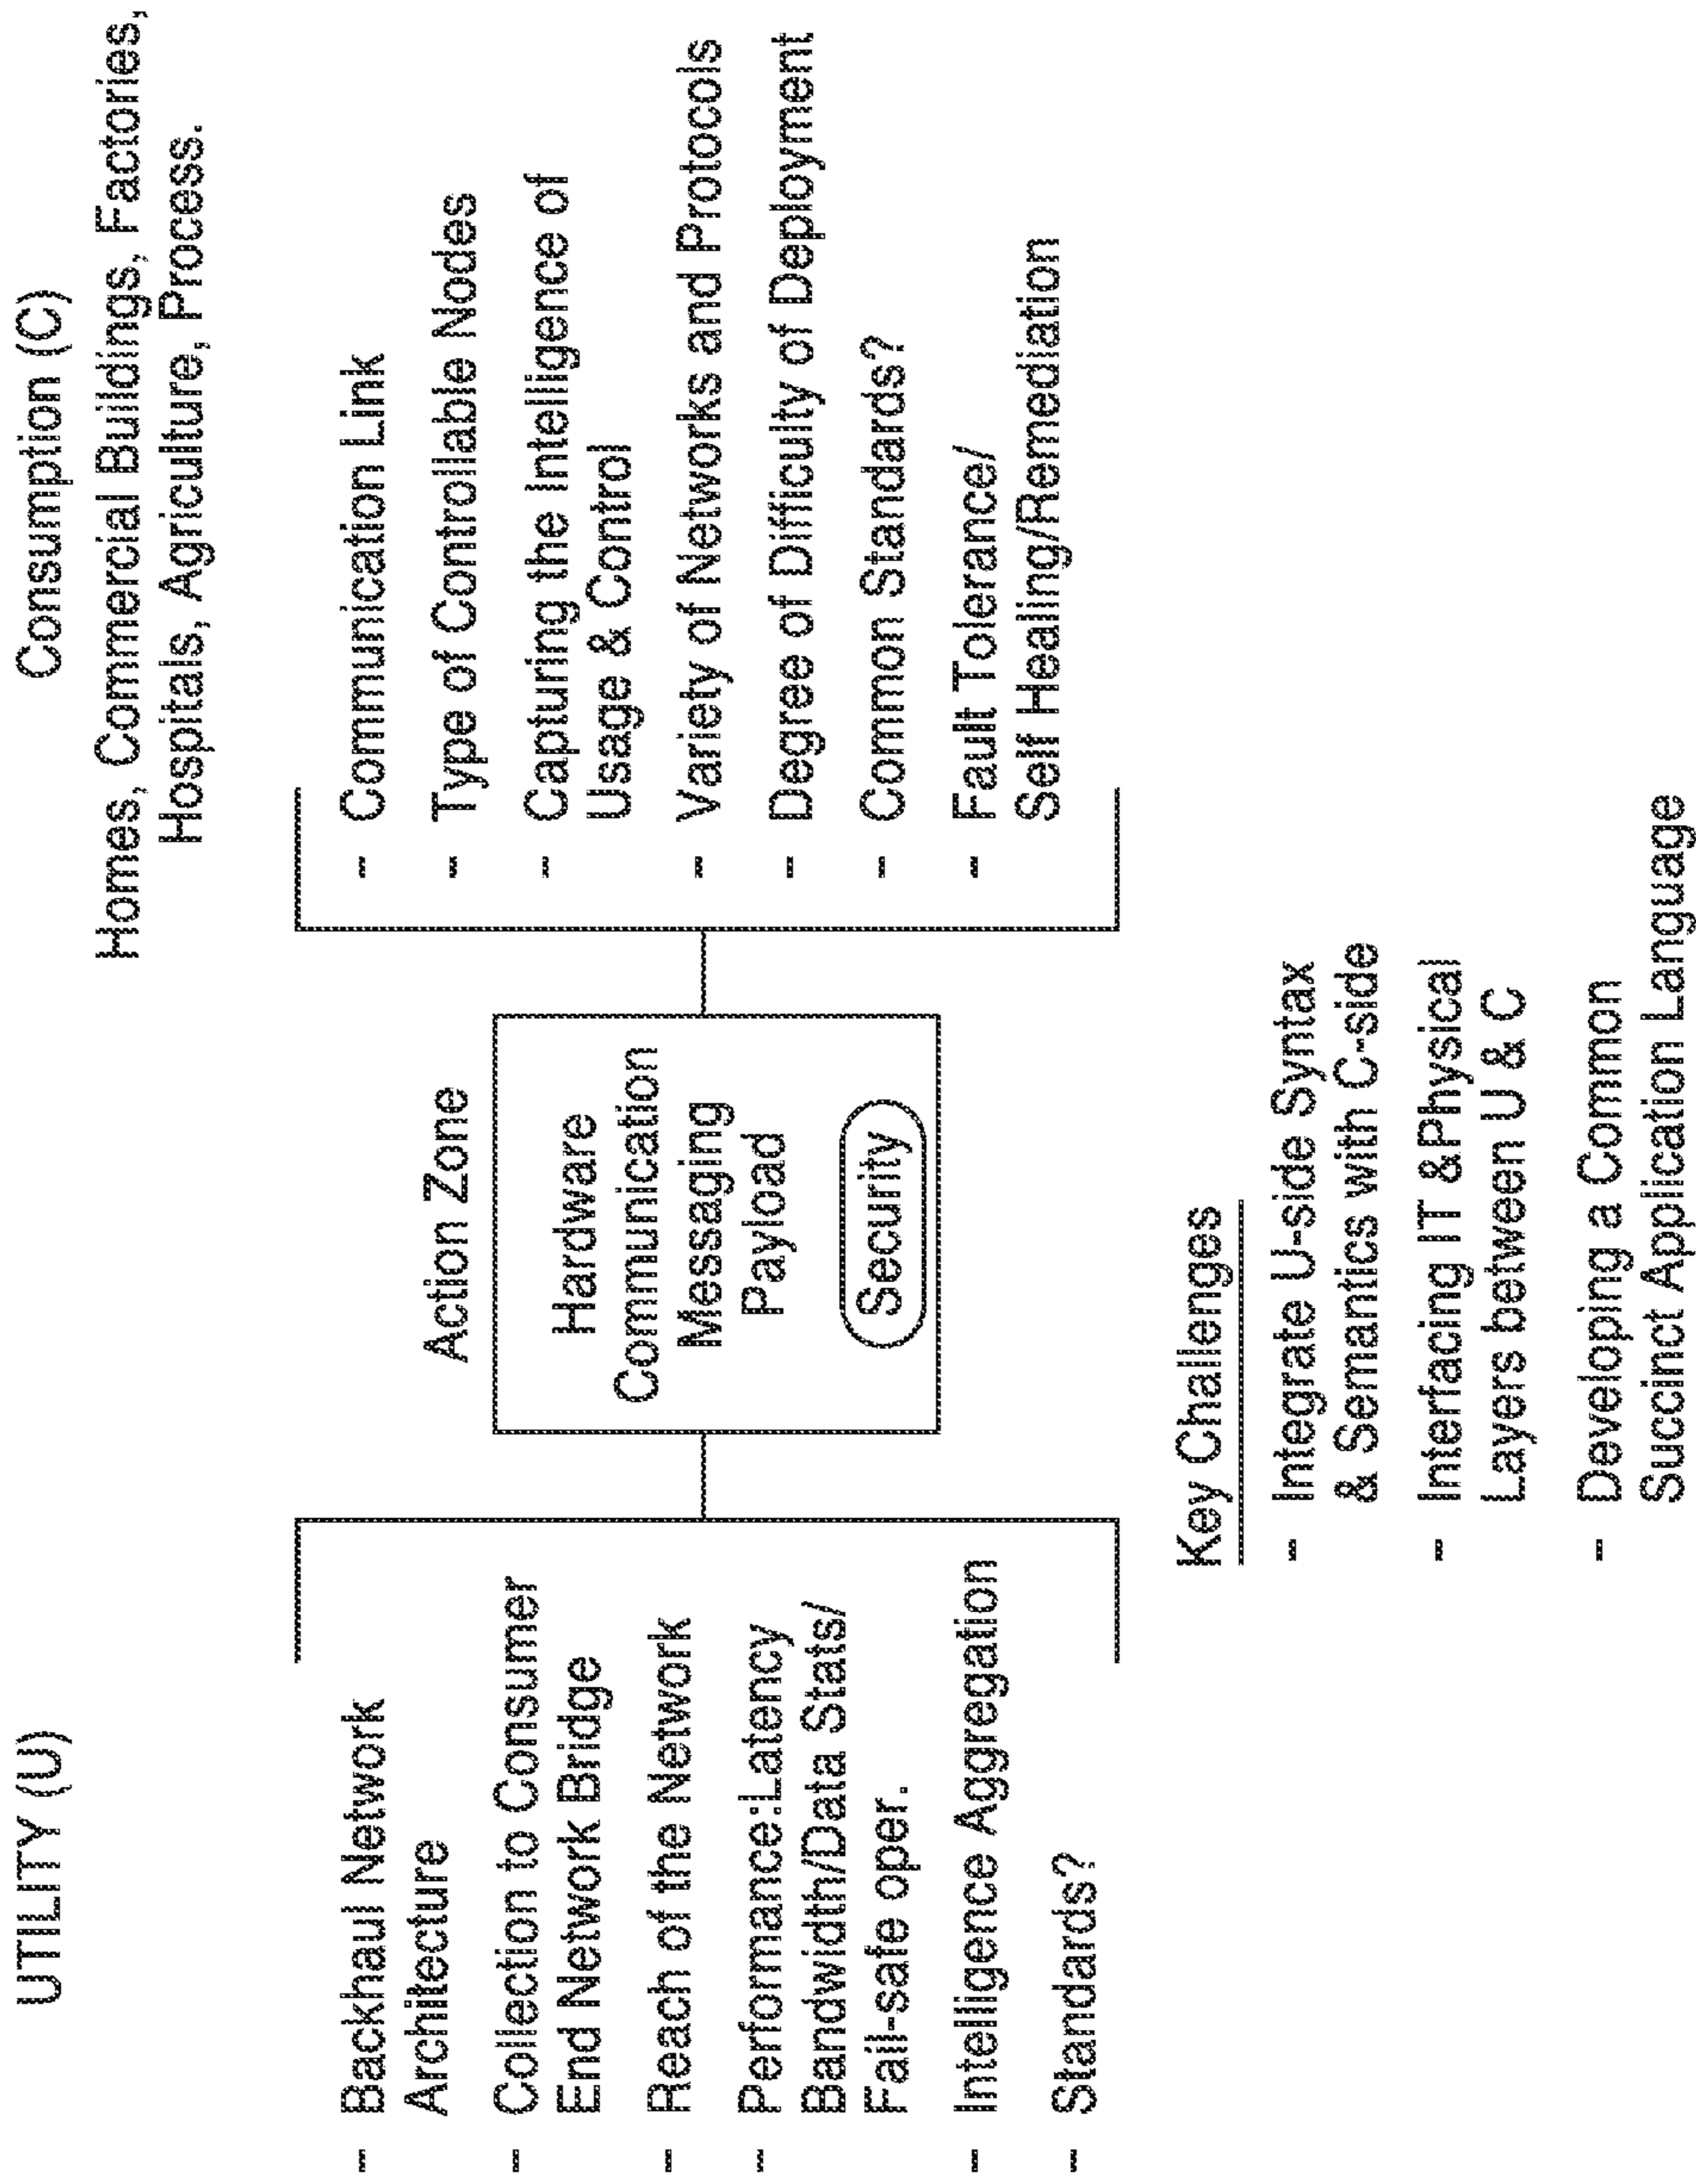 UTILITY (U)
- Backhaul Network
Architecture
- Collection to Consumer
End Network Bridge
- Reach of the Network
- Performance:Latency
Bandwidth/Data Stats/
Fail-safe oper.
- Intelligence Aggregation
- Standards?
Action Zone
Hardware
Communication
Messaging
Payload
Security
Consumption (C)
Homes, Commercial Buildings, Factories,
Hospitals, Agriculture, Process.
- Communication Link
- Type of Controllable Nodes
- Capturing the Intelligence of
Usage & Control
- Variety of Networks and Protocols
- Degree of Difficulty of Deployment
- Common Standards?
- Fault Tolerance/
Self Healing/Remediation
Key Challenges
- Integrate U-side Syntax
& Semantics with C-side
- Interfacing IT &Physical
Layers between U & C
- Developing a Common
Succinct Application Language